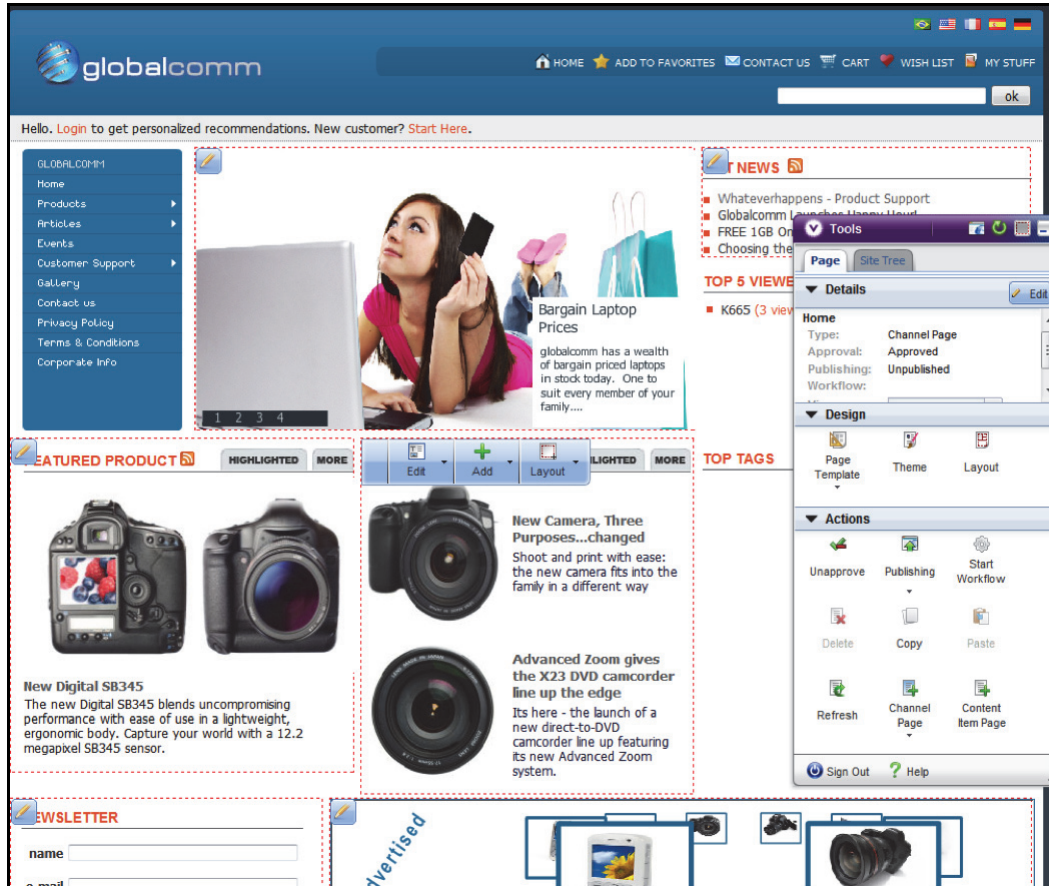 globalcomm
HOME ADD TO FAVORITES CONTACT US CART WISH LIST MY STUFF
ok
Hello. Login to get personalized recommendations. New customer? Start Here.
GLOBALCOMM
Home
Products
Articles
Events
Customer Support
Gallery
Contact us
Privacy Policy
Terms & Conditions
Corporate Info
Bargain Laptop
Prices
globalcomm has a wealth
of bargain priced laptops
in stock today. One to
suit every member of your
family....
1 2 3 4
T NEWS
Whateverhappens - Product Support
Globalcomm Launches Happy Hour!
FREE 1GB On
Choosing the
TOP 5 VIEWE
K665 (3 view
Tools
Page Site Tree
Details
Edit
Home
Type: Channel Page
Approval: Approved
Publishing: Unpublished
Workflow:
Design
Page
Template
Theme
Layout
Actions
Unapprove
Publishing
Start
Workflow
Delete
Copy
Paste
Refresh
Channel
Page
Content
Item Page
Sign Out
Help
EATURED PRODUCT
HIGHLIGHTED MORE
Edit Add Layout
LIGHTED MORE
TOP TAGS
New Camera, Three
Purposes...changed
Shoot and print with ease:
the new camera fits into the
family in a different way
Advanced Zoom gives
the X23 DVD camcorder
line up the edge
Its here - the launch of a
new direct-to-DVD
camcorder line up featuring
its new Advanced Zoom
system.
New Digital SB345
The new Digital SB345 blends uncompromising
performance with ease of use in a lightweight,
ergonomic body. Capture your world with a 12.2
megapixel SB345 sensor.
EWSLETTER
name
e-mail
dvertised